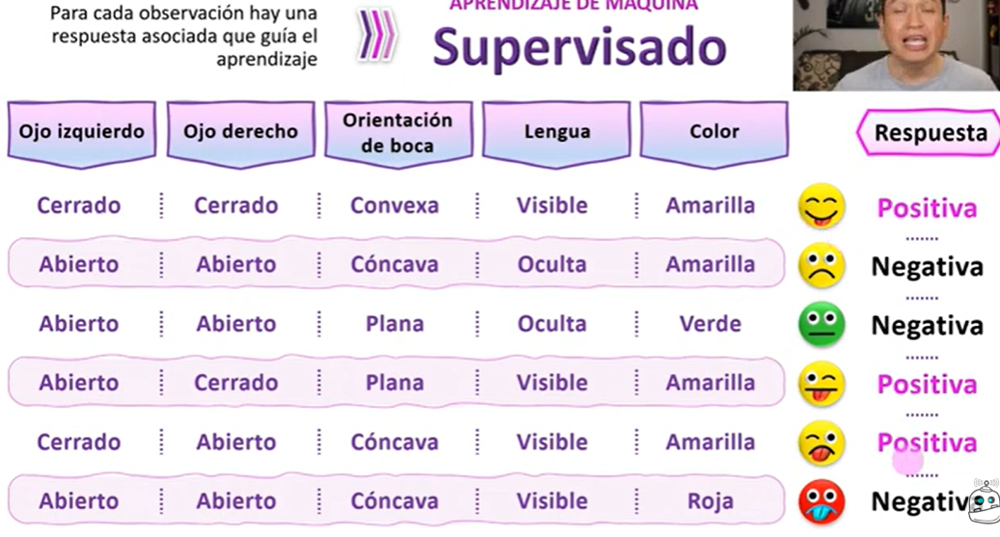 Para cada observación hay una
respuesta asociada que guía el
aprendizaje
APRENDIZAJE DE MÁQUINA
Supervisado
Ojo izquierdo Ojo derecho Orientación de boca Lengua Color Respuesta
Cerrado Cerrado Convexa Visible Amarilla Positiva
Abierto Abierto Cóncava Oculta Amarilla Negativa
Abierto Abierto Plana Oculta Verde Negativa
Abierto Cerrado Plana Visible Amarilla Positiva
Cerrado Abierto Cóncava Visible Amarilla Positiva
Abierto Abierto Cóncava Visible Roja Negativ